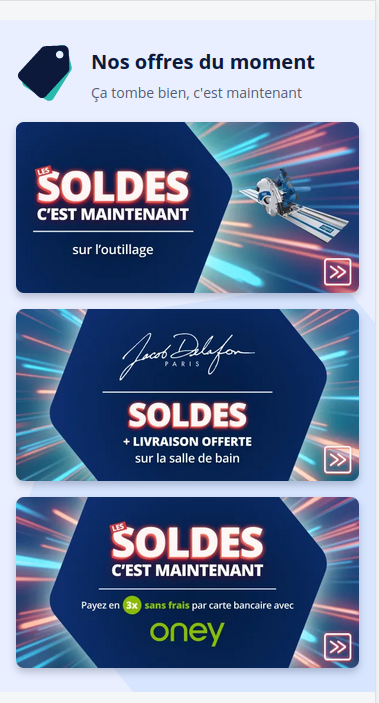 Nos offres du moment
Ça tombe bien, c'est maintenant
LES
SOLDES
C'EST MAINTENANT
sur l'outillage
Jacob Delafon
PARIS
SOLDES
+ LIVRAISON OFFERTE
sur la salle de bain
LES
SOLDES
C'EST MAINTENANT
Payez en 3x sans frais par carte bancaire avec
oney